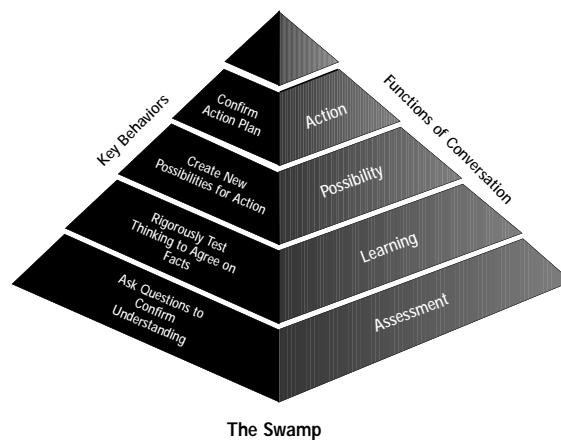 Key Behaviors
Functions of Conversation
Confirm
Action Plan
Action
Create New
Possibilities for Action
Possibility
Rigorously Test
Thinking to Agree on
Facts
Learning
Ask Questions to
Confirm
Understanding
Assessment
The Swamp